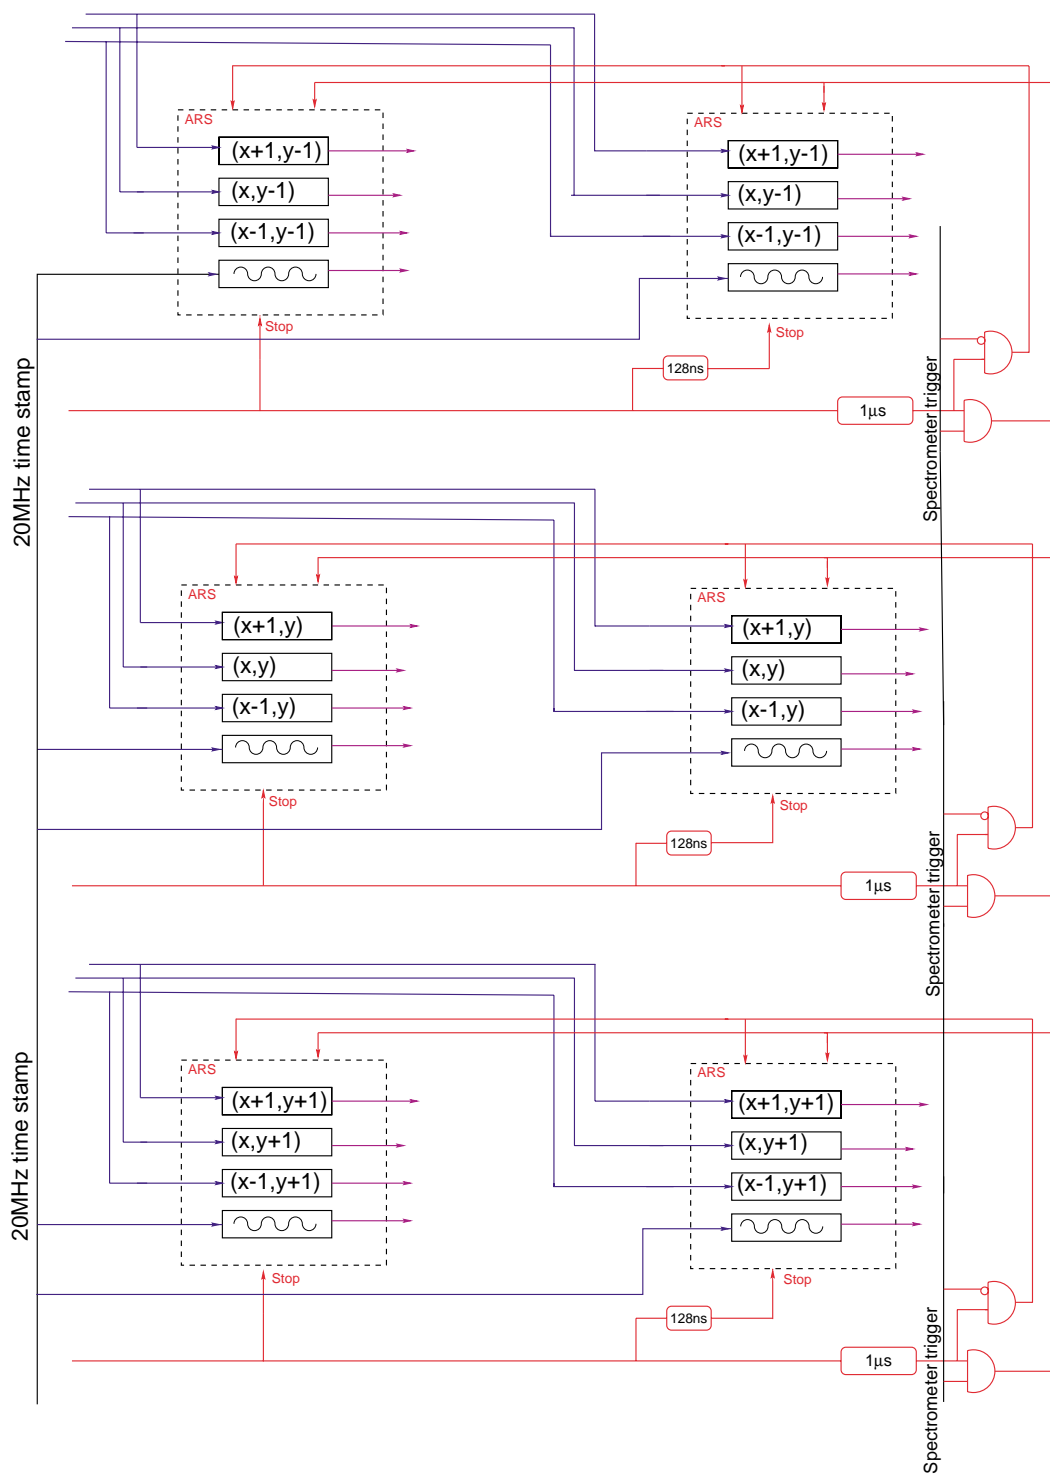 ARS
(x+1,y-1)
(x,y-1)
(x-1,y-1)
Stop
ARS
(x+1,y-1)
(x,y-1)
(x-1,y-1)
Stop
128ns
1μs
20MHz time stamp
Spectrometer trigger
ARS
(x+1,y)
(x,y)
(x-1,y)
Stop
ARS
(x+1,y)
(x,y)
(x-1,y)
Stop
128ns
1μs
Spectrometer trigger
ARS
(x+1,y+1)
(x,y+1)
(x-1,y+1)
Stop
ARS
(x+1,y+1)
(x,y+1)
(x-1,y+1)
Stop
128ns
1μs
20MHz time stamp
Spectrometer trigger